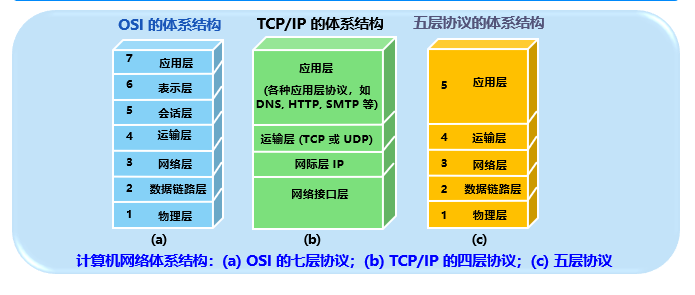 OSI 的体系结构
TCP/IP 的体系结构
五层协议的体系结构
7 应用层
6 表示层
5 会话层
4 运输层
3 网络层
2 数据链路层
1 物理层
(a)
应用层
(各种应用层协议，如
DNS, HTTP, SMTP 等)
运输层 (TCP 或 UDP)
网际层 IP
网络接口层
(b)
5 应用层
4 运输层
3 网络层
2 数据链路层
1 物理层
(c)
计算机网络体系结构：(a) OSI 的七层协议；(b) TCP/IP 的四层协议；(c) 五层协议